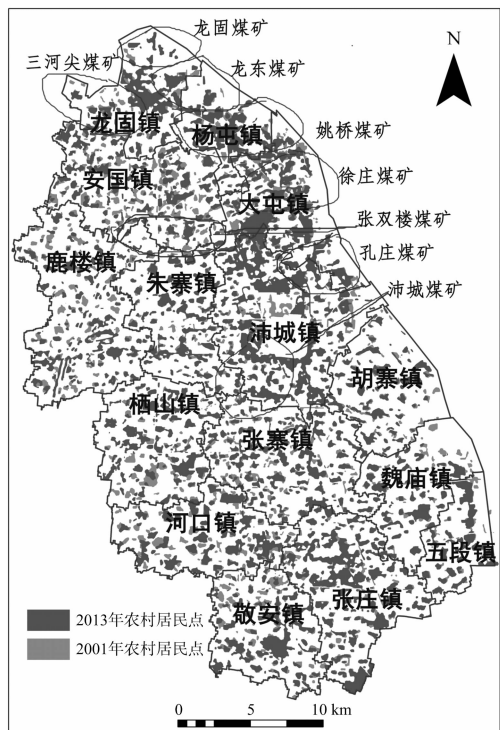 龙固煤矿
N
三河尖煤矿
龙东煤矿
龙固镇
杨屯镇
姚桥煤矿
徐庄煤矿
安国镇
大屯镇
张双楼煤矿
鹿楼镇
朱寨镇
孔庄煤矿
沛城煤矿
沛城镇
胡寨镇
栖山镇
张寨镇
魏庙镇
河口镇
五段镇
敬安镇
张庄镇
2013年农村居民点
2001年农村居民点
0 5 10 km